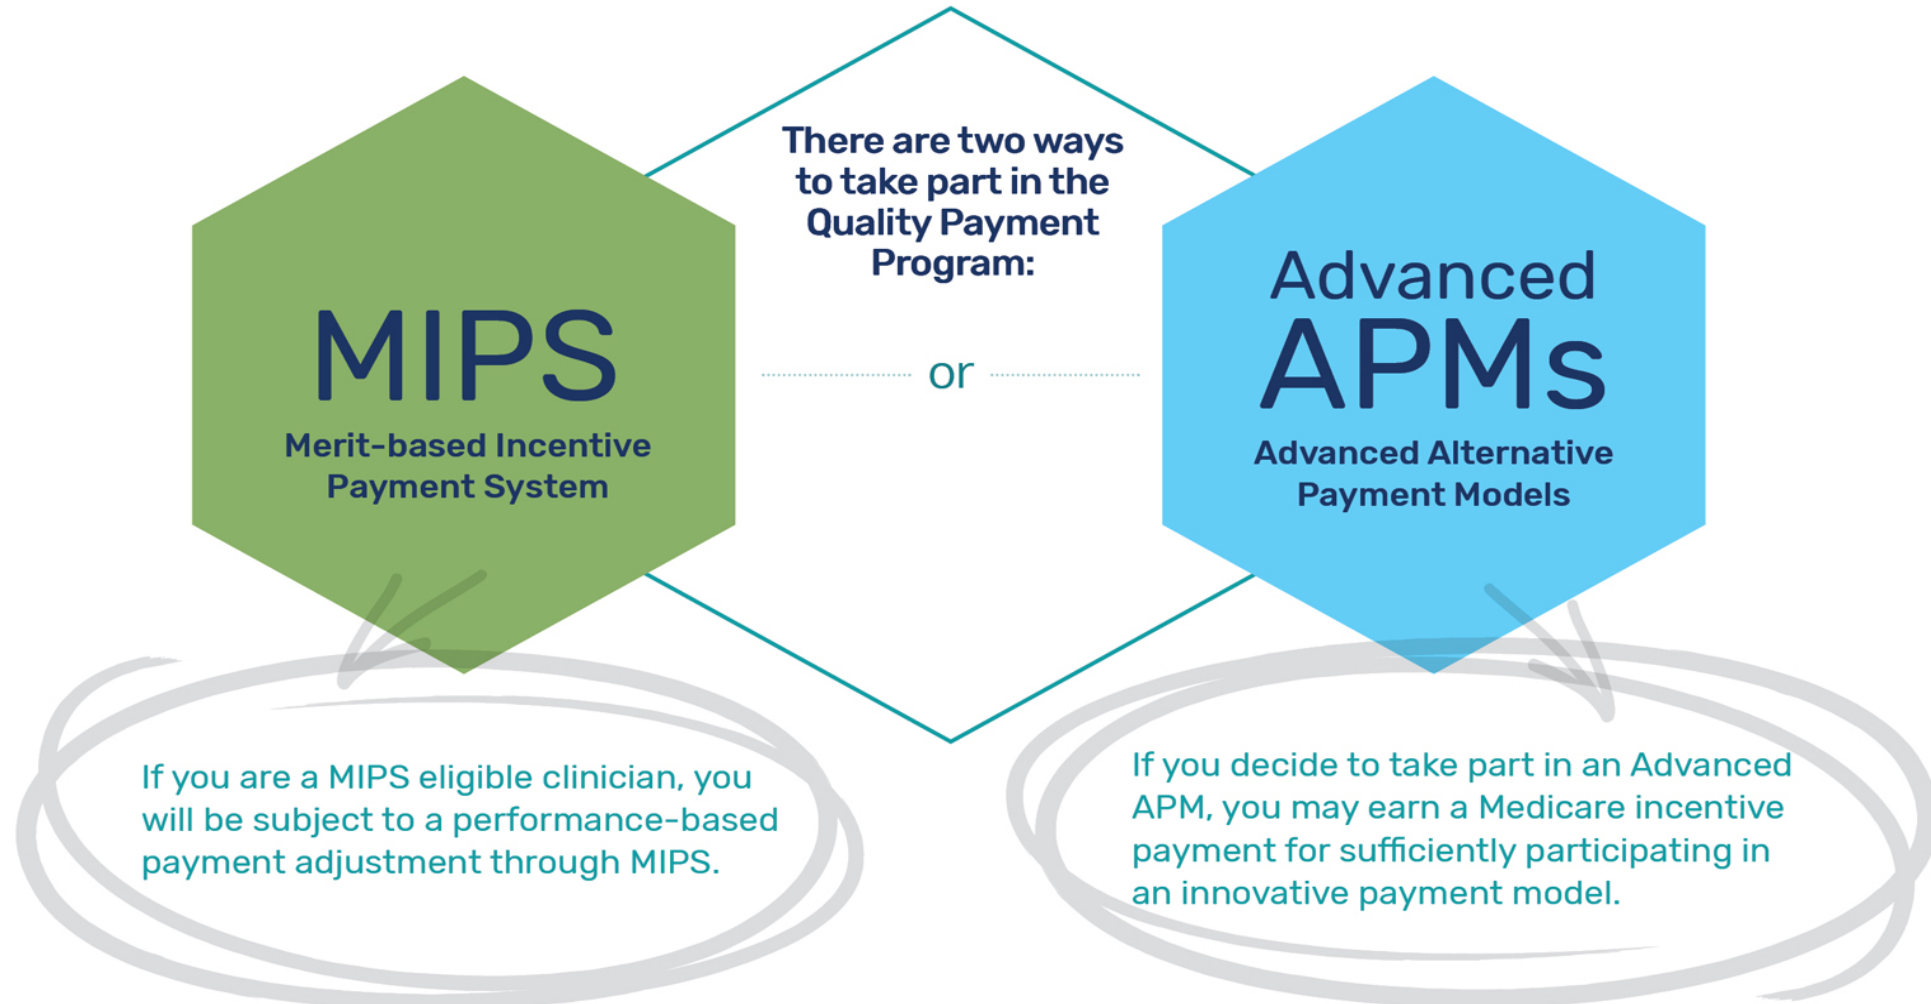 There are two ways
to take part in the
Quality Payment
Program:
MIPS
Merit-based Incentive
Payment System
or
Advanced
APMs
Advanced Alternative
Payment Models
If you are a MIPS eligible clinician, you
will be subject to a performance-based
payment adjustment through MIPS.
If you decide to take part in an Advanced
APM, you may earn a Medicare incentive
payment for sufficiently participating in
an innovative payment model.